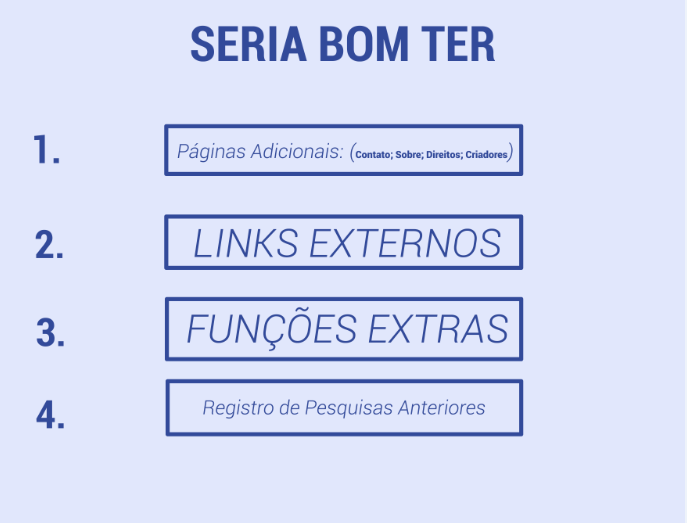 SERIA BOM TER
1. Páginas Adicionais: (Contato; Sobre; Direitos; Criadores)
2. LINKS EXTERNOS
3. FUNÇÕES EXTRAS
4. Registro de Pesquisas Anteriores